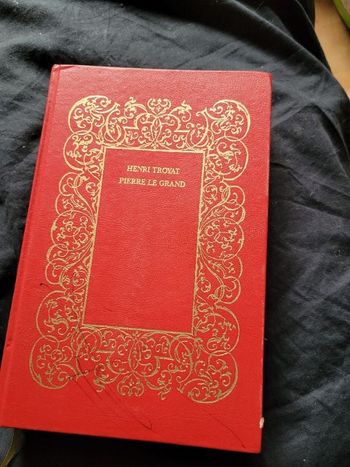 HENRI TROYAT
PIERRE LE GRAND